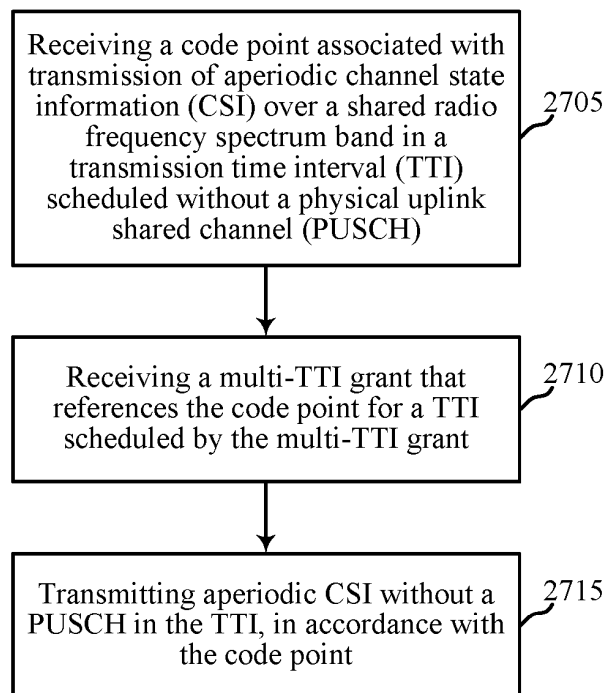 Receiving a code point associated with
transmission of aperiodic channel state
information (CSI) over a shared radio
frequency spectrum band in a
transmission time interval (TTI)
scheduled without a physical uplink
shared channel (PUSCH)
2705
Receiving a multi-TTI grant that
references the code point for a TTI
scheduled by the multi-TTI grant
2710
Transmitting aperiodic CSI without a
PUSCH in the TTI, in accordance with
the code point
2715